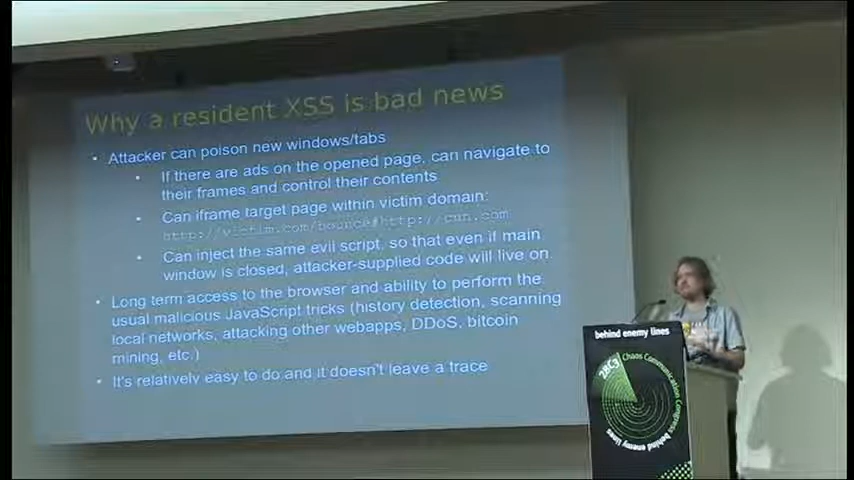 Why a resident XSS is bad news
• Attacker can poison new windows/tabs
• If there are ads on the opened page, can navigate to
their frames and control their contents
• Can iframe target page within victim domain:
http://victim.com/bounce#http://cnn.com
• Can inject the same evil script, so that even if main
window is closed, attacker-supplied code will live on
• Long term access to the browser and ability to perform the
usual malicious JavaScript tricks (history detection, scanning
local networks, attacking other webapps, DDoS, bitcoin
mining, etc.)
• It's relatively easy to do and it doesn't leave a trace
behind enemy lines
28C3
Chaos Communication Congress
behind enemy lines